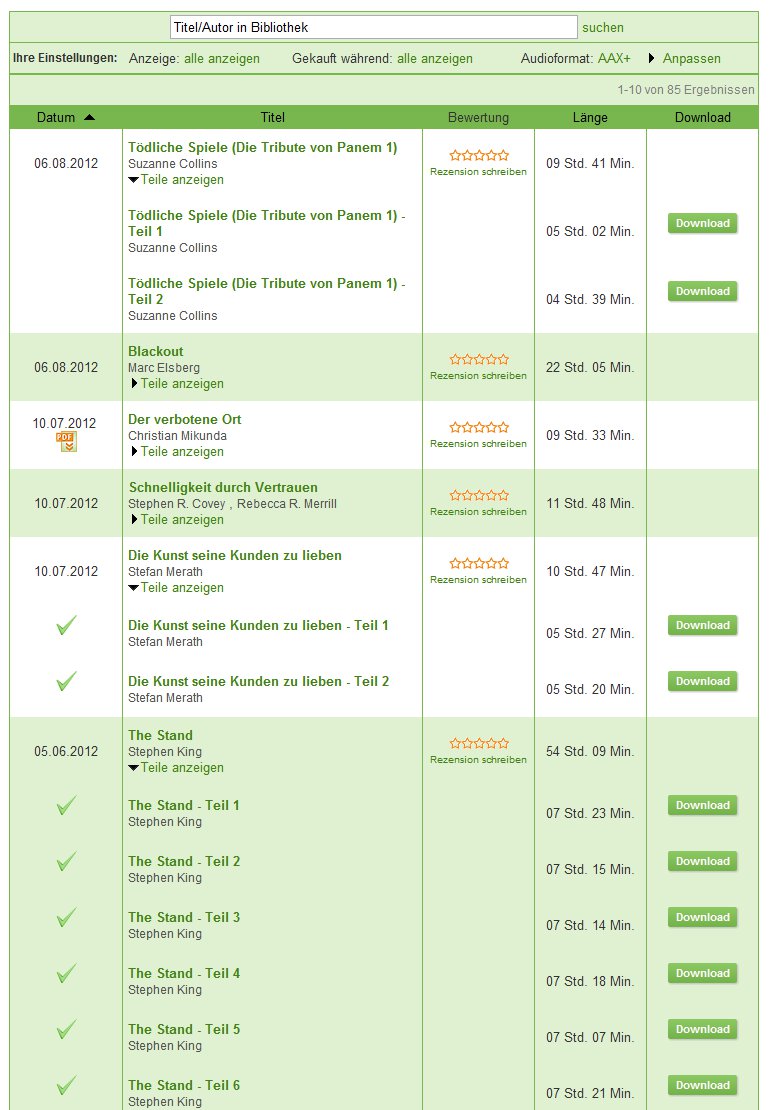 Titel/Autor in Bibliothek suchen
Ihre Einstellungen: Anzeige: alle anzeigen Gekauft während: alle anzeigen Audioformat: AAX+ Anpassen
1-10 von 85 Ergebnissen
Datum Titel Bewertung Länge Download
Tödliche Spiele (Die Tribute von Panem 1)
06.08.2012 Suzanne Collins 09 Std. 41 Min.
Teile anzeigen Rezension schreiben
Tödliche Spiele (Die Tribute von Panem 1) -
Teil 1 05 Std. 02 Min. Download
Suzanne Collins
Tödliche Spiele (Die Tribute von Panem 1) -
Teil 2 04 Std. 39 Min. Download
Suzanne Collins
Blackout
06.08.2012 Marc Elsberg 22 Std. 05 Min.
Teile anzeigen Rezension schreiben
Der verbotene Ort
10.07.2012 Christian Mikunda 09 Std. 33 Min.
PDF Teile anzeigen Rezension schreiben
Schnelligkeit durch Vertrauen
10.07.2012 Stephen R. Covey , Rebecca R. Merrill 11 Std. 48 Min.
Teile anzeigen Rezension schreiben
Die Kunst seine Kunden zu lieben
10.07.2012 Stefan Merath 10 Std. 47 Min.
Teile anzeigen Rezension schreiben
Die Kunst seine Kunden zu lieben - Teil 1 05 Std. 27 Min. Download
Stefan Merath
Die Kunst seine Kunden zu lieben - Teil 2 05 Std. 20 Min. Download
Stefan Merath
The Stand
05.06.2012 Stephen King 54 Std. 09 Min.
Teile anzeigen Rezension schreiben
The Stand - Teil 1 07 Std. 23 Min. Download
Stephen King
The Stand - Teil 2 07 Std. 15 Min. Download
Stephen King
The Stand - Teil 3 07 Std. 14 Min. Download
Stephen King
The Stand - Teil 4 07 Std. 18 Min. Download
Stephen King
The Stand - Teil 5 07 Std. 07 Min. Download
Stephen King
The Stand - Teil 6 07 Std. 21 Min. Download
Stephen King